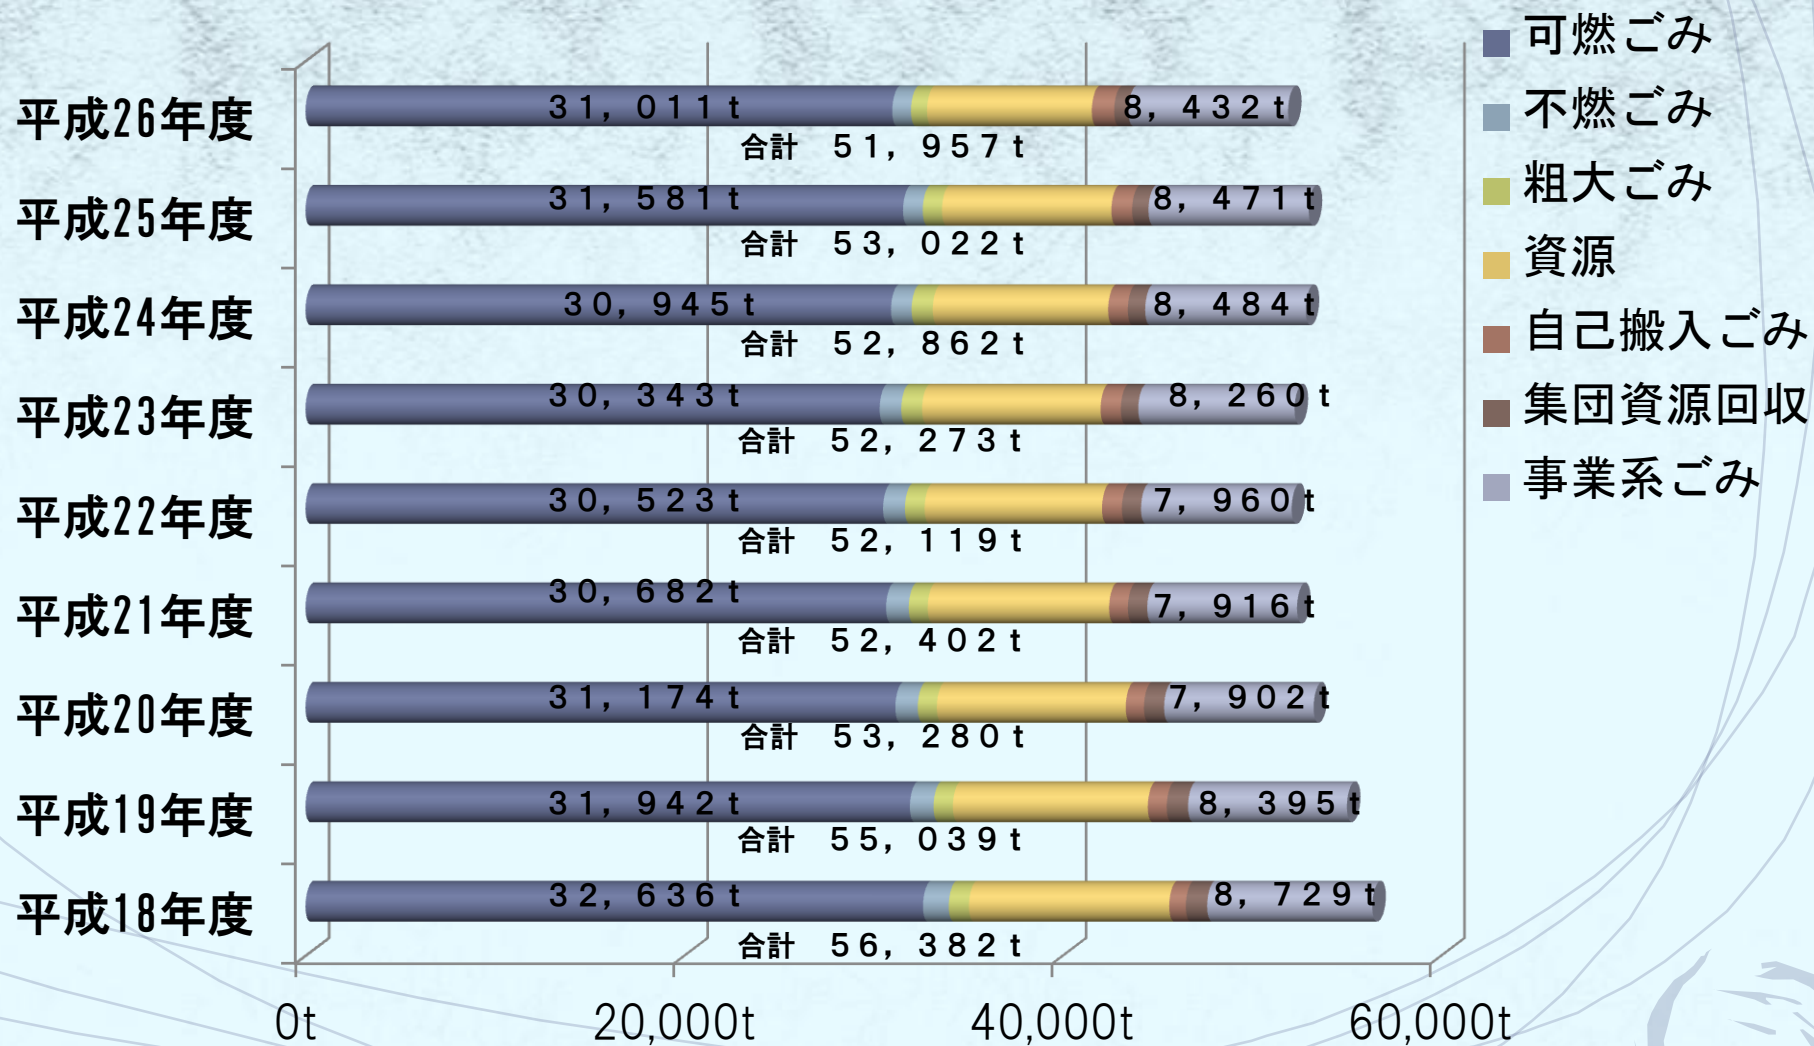 可燃ごみ
不燃ごみ
粗大ごみ
資源
自己搬入ごみ
集団資源回収
事業系ごみ
平成26年度 31,011t 8,432t
合計 51,957t
平成25年度 31,581t 8,471t
合計 53,022t
平成24年度 30,945t 8,484t
合計 52,862t
平成23年度 30,343t 8,260t
合計 52,273t
平成22年度 30,523t 7,960t
合計 52,119t
平成21年度 30,682t 7,916t
合計 52,402t
平成20年度 31,174t 7,902t
合計 53,280t
平成19年度 31,942t 8,395t
合計 55,039t
平成18年度 32,636t 8,729t
合計 56,382t
0t 20,000t 40,000t 60,000t